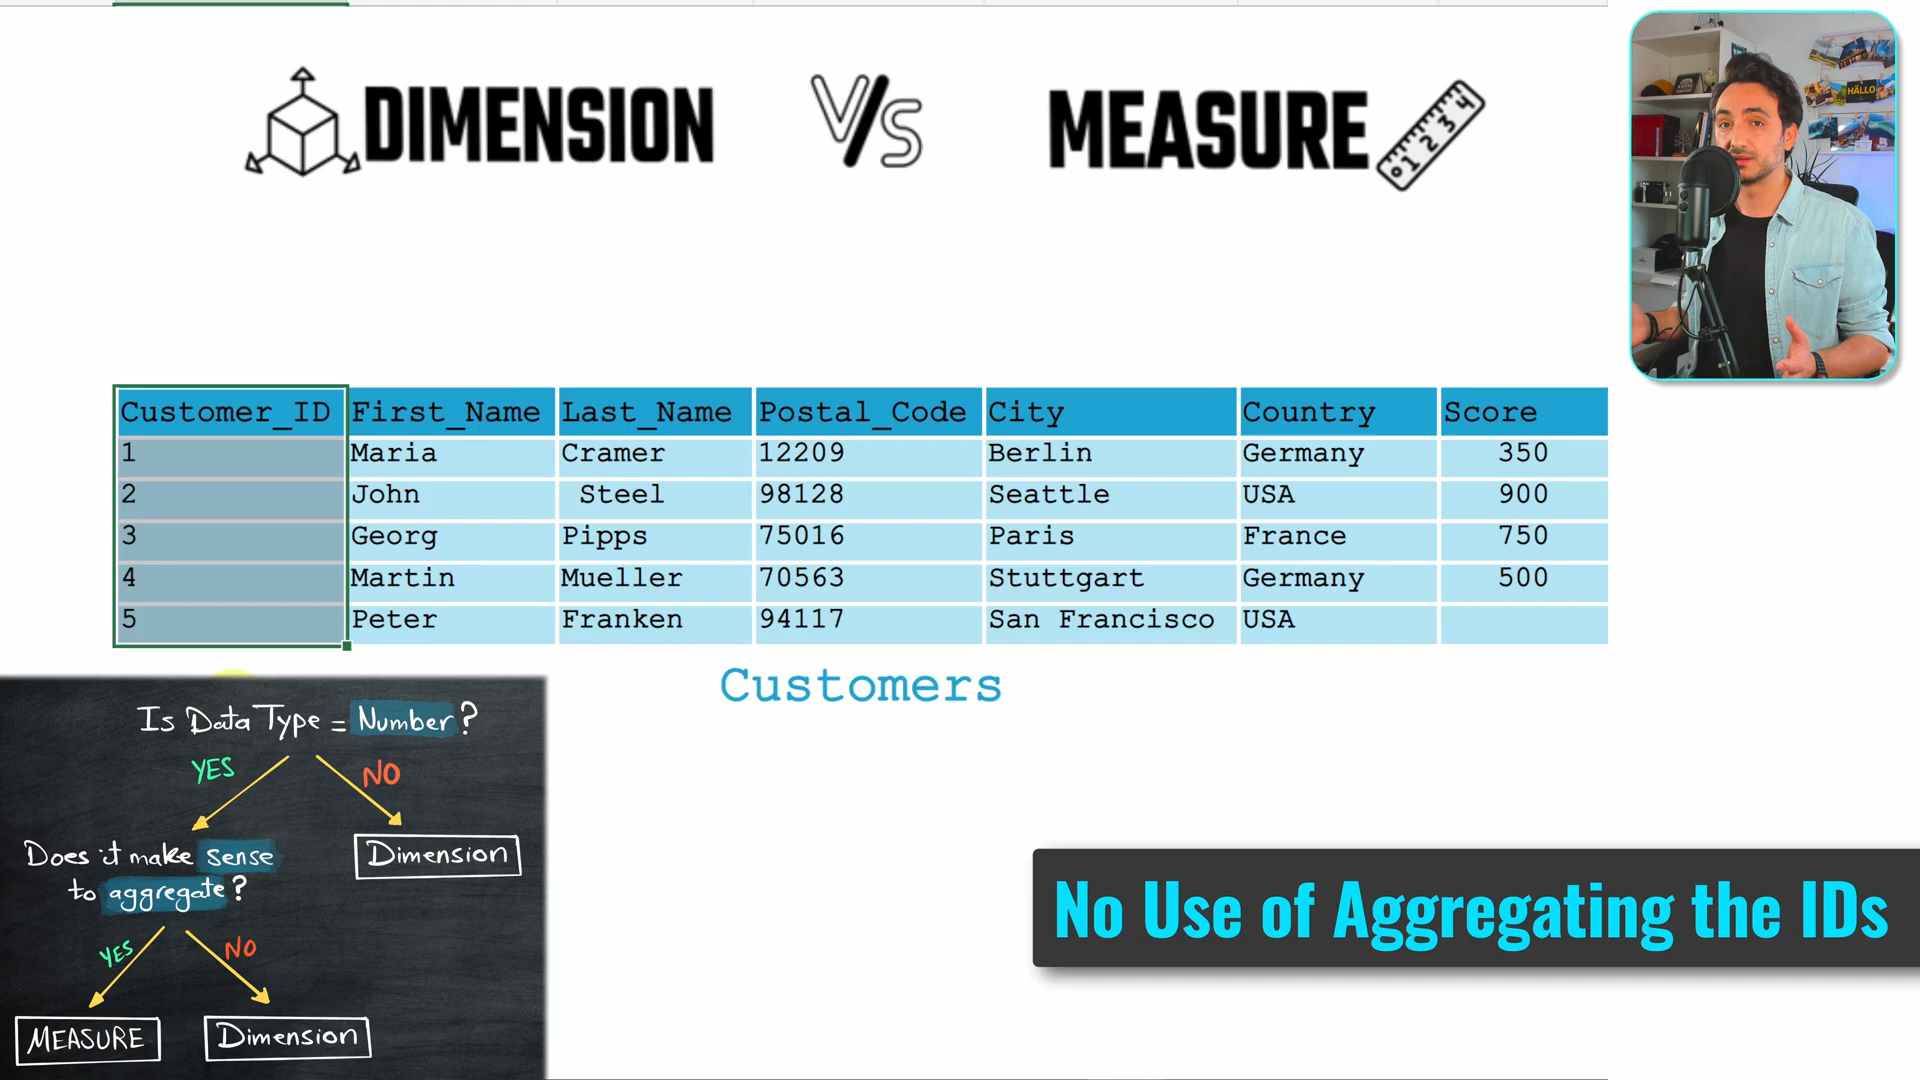 DIMENSION VS MEASURE
0 1 2 3 4
HÄLLO
Customer_ID First_Name Last_Name Postal_Code City Country Score
1 Maria Cramer 12209 Berlin Germany 350
2 John Steel 98128 Seattle USA 900
3 Georg Pipps 75016 Paris France 750
4 Martin Mueller 70563 Stuttgart Germany 500
5 Peter Franken 94117 San Francisco USA
Customers
Is Data Type = Number?
YES NO
Does it make sense
to aggregate?
Dimension
YES NO
MEASURE Dimension
No Use of Aggregating the IDs